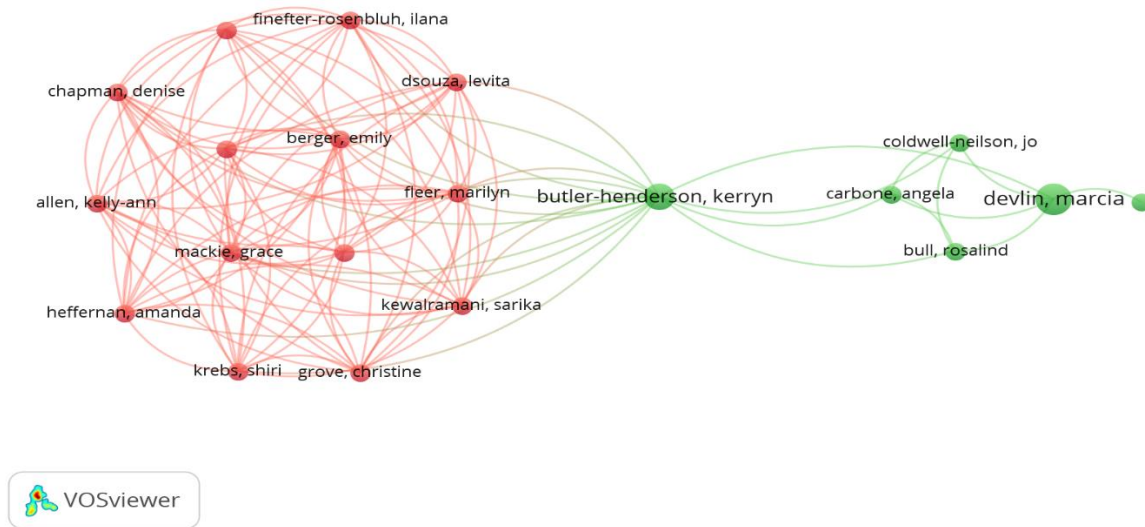 finefter-rosenbluh, ilana
dsouza, levita
chapman, denise
berger, emily
coldwell-neilson, jo
fleer, marilyn
butler-henderson, kerryn
carbone, angela
devlin, marcia
allen, kelly-ann
mackie, grace
bull, rosalind
heffernan, amanda
kewalramani, sarika
krebs, shiri
grove, christine
VOSviewer